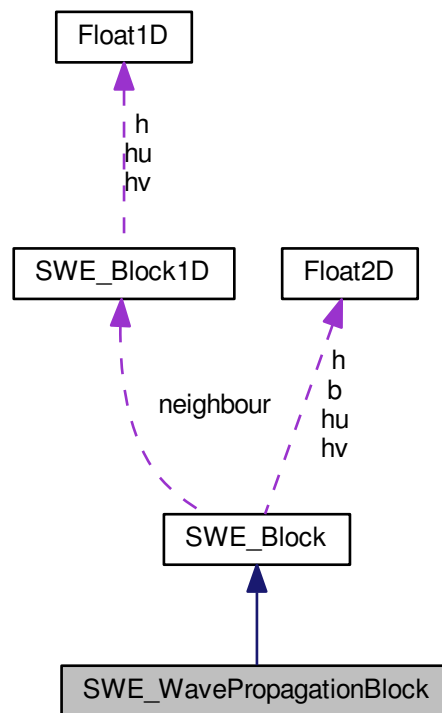 Float1D
h
hu
hv
SWE_Block1D
Float2D
neighbour
h
b
hu
hv
SWE_Block
SWE_WavePropagationBlock